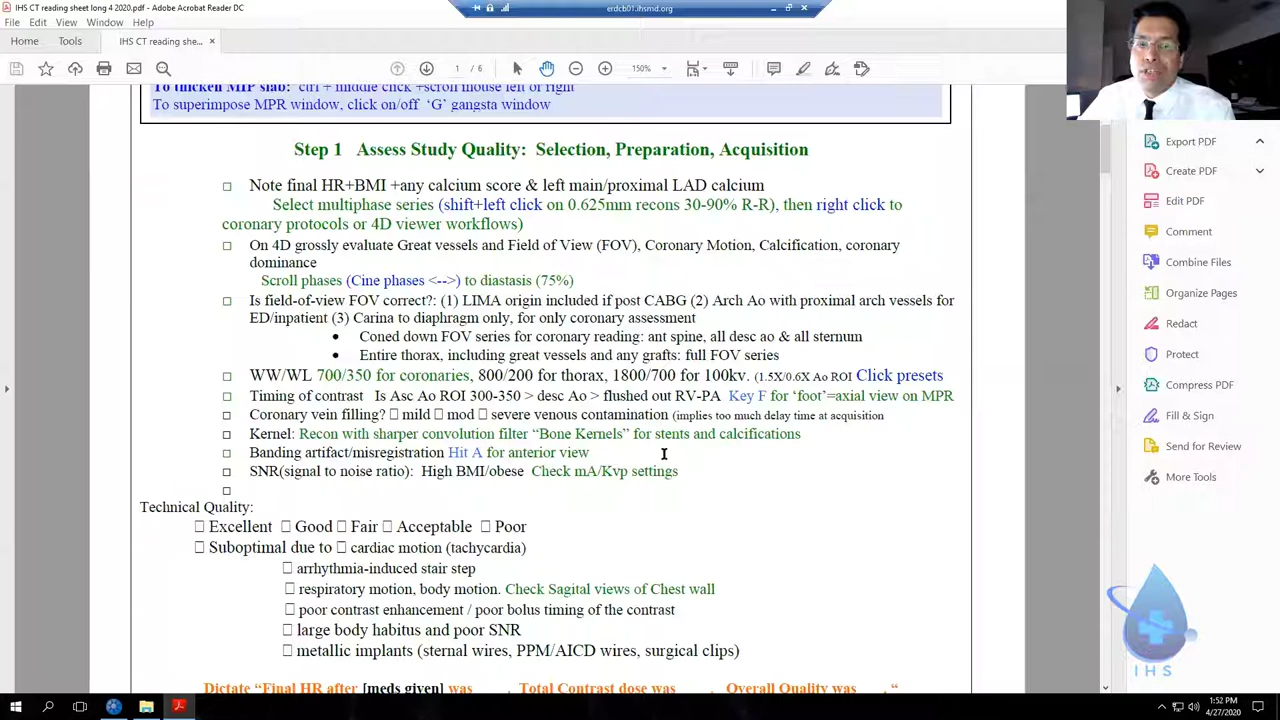 IHS CT reading sheet long 4 2020.pdf - Adobe Acrobat Reader DC
erdcb01.ihsmd.org
File Edit View Window Help
Home Tools IHS CT reading she... ×
1 / 6 150%
To thicken MIP slab: ctrl + middle click +scroll mouse left or right
To superimpose MPR window, click on/off 'G' gangsta window
Step 1 Assess Study Quality: Selection, Preparation, Acquisition
□ Note final HR+BMI +any calcium score & left main/proximal LAD calcium
Select multiphase series (shift+left click on 0.625mm recons 30-90% R-R), then right click to
coronary protocols or 4D viewer workflows)
□ On 4D grossly evaluate Great vessels and Field of View (FOV), Coronary Motion, Calcification, coronary
dominance
Scroll phases (Cine phases <-->) to diastasis (75%)
□ Is field-of-view FOV correct?: (1) LIMA origin included if post CABG (2) Arch Ao with proximal arch vessels for
ED/inpatient (3) Carina to diaphragm only, for only coronary assessment
• Coned down FOV series for coronary reading: ant spine, all desc ao & all sternum
• Entire thorax, including great vessels and any grafts: full FOV series
□ WW/WL 700/350 for coronaries, 800/200 for thorax, 1800/700 for 100kv. (1.5X/0.6X Ao ROI Click presets
□ Timing of contrast Is Asc Ao ROI 300-350 > desc Ao > flushed out RV-PA Key F for 'foot'=axial view on MPR
□ Coronary vein filling? □ mild □ mod □ severe venous contamination (implies too much delay time at acquisition
□ Kernel: Recon with sharper convolution filter "Bone Kernels" for stents and calcifications
□ Banding artifact/misregistration Hit A for anterior view
□ SNR(signal to noise ratio): High BMI/obese Check mA/Kvp settings
□
Technical Quality:
□ Excellent □ Good □ Fair □ Acceptable □ Poor
□ Suboptimal due to □ cardiac motion (tachycardia)
□ arrhythmia-induced stair step
□ respiratory motion, body motion. Check Sagital views of Chest wall
□ poor contrast enhancement / poor bolus timing of the contrast
□ large body habitus and poor SNR
□ metallic implants (sternal wires, PPM/AICD wires, surgical clips)
Dictate "Final HR after [meds given] was , Total Contrast dose was , Overall Quality was "
Export PDF
Create PDF
Edit PDF
Comment
Combine Files
Organize Pages
Redact
Protect
Compress PDF
Fill & Sign
Send for Review
More Tools
IHS
1:52 PM
4/27/2020